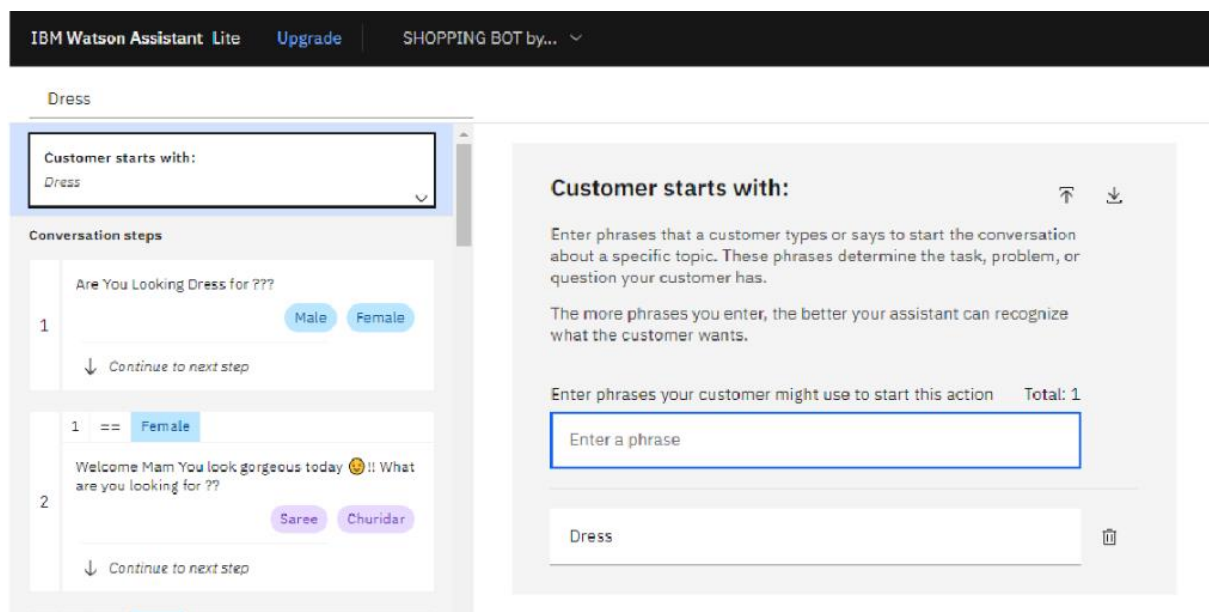 IBM Watson Assistant Lite Upgrade SHOPPING BOT by...
Dress
Customer starts with:
Dress
Conversation steps
1
Are You Looking Dress for ???
Male Female
Continue to next step
2
1 == Female
Welcome Mam You look gorgeous today 😉!! What
are you looking for ??
Saree Churidar
Continue to next step
Customer starts with:
Enter phrases that a customer types or says to start the conversation
about a specific topic. These phrases determine the task, problem, or
question your customer has.
The more phrases you enter, the better your assistant can recognize
what the customer wants.
Enter phrases your customer might use to start this action Total: 1
Enter a phrase
Dress